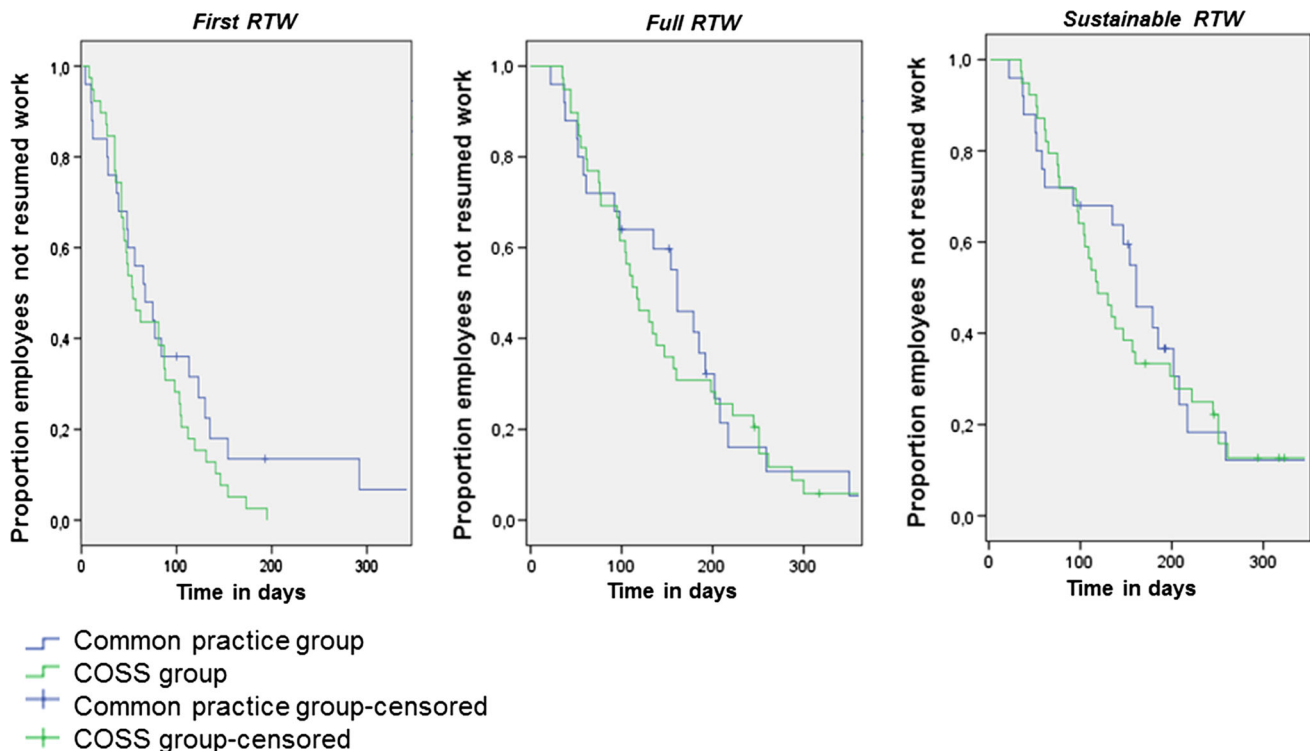 First RTW
Full RTW
Sustainable RTW
Proportion employees not resumed work
1,0
0,8
0,6
0,4
0,2
0,0
0
100
200
300
Time in days
Proportion employees not resumed work
1,0
0,8
0,6
0,4
0,2
0,0
0
100
200
300
Time in days
Proportion employees not resumed work
1,0
0,8
0,6
0,4
0,2
0,0
0
100
200
300
Time in days
Common practice group
COSS group
Common practice group-censored
COSS group-censored